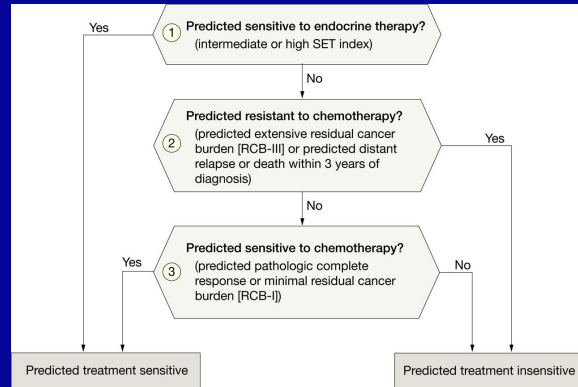 Yes
1
Predicted sensitive to endocrine therapy?
(intermediate or high SET index)
No
2
Predicted resistant to chemotherapy?
(predicted extensive residual cancer
burden [RCB-III] or predicted distant
relapse or death within 3 years of
diagnosis)
Yes
No
Yes
3
Predicted sensitive to chemotherapy?
(predicted pathologic complete
response or minimal residual cancer
burden [RCB-I])
No
Predicted treatment sensitive
Predicted treatment insensitive